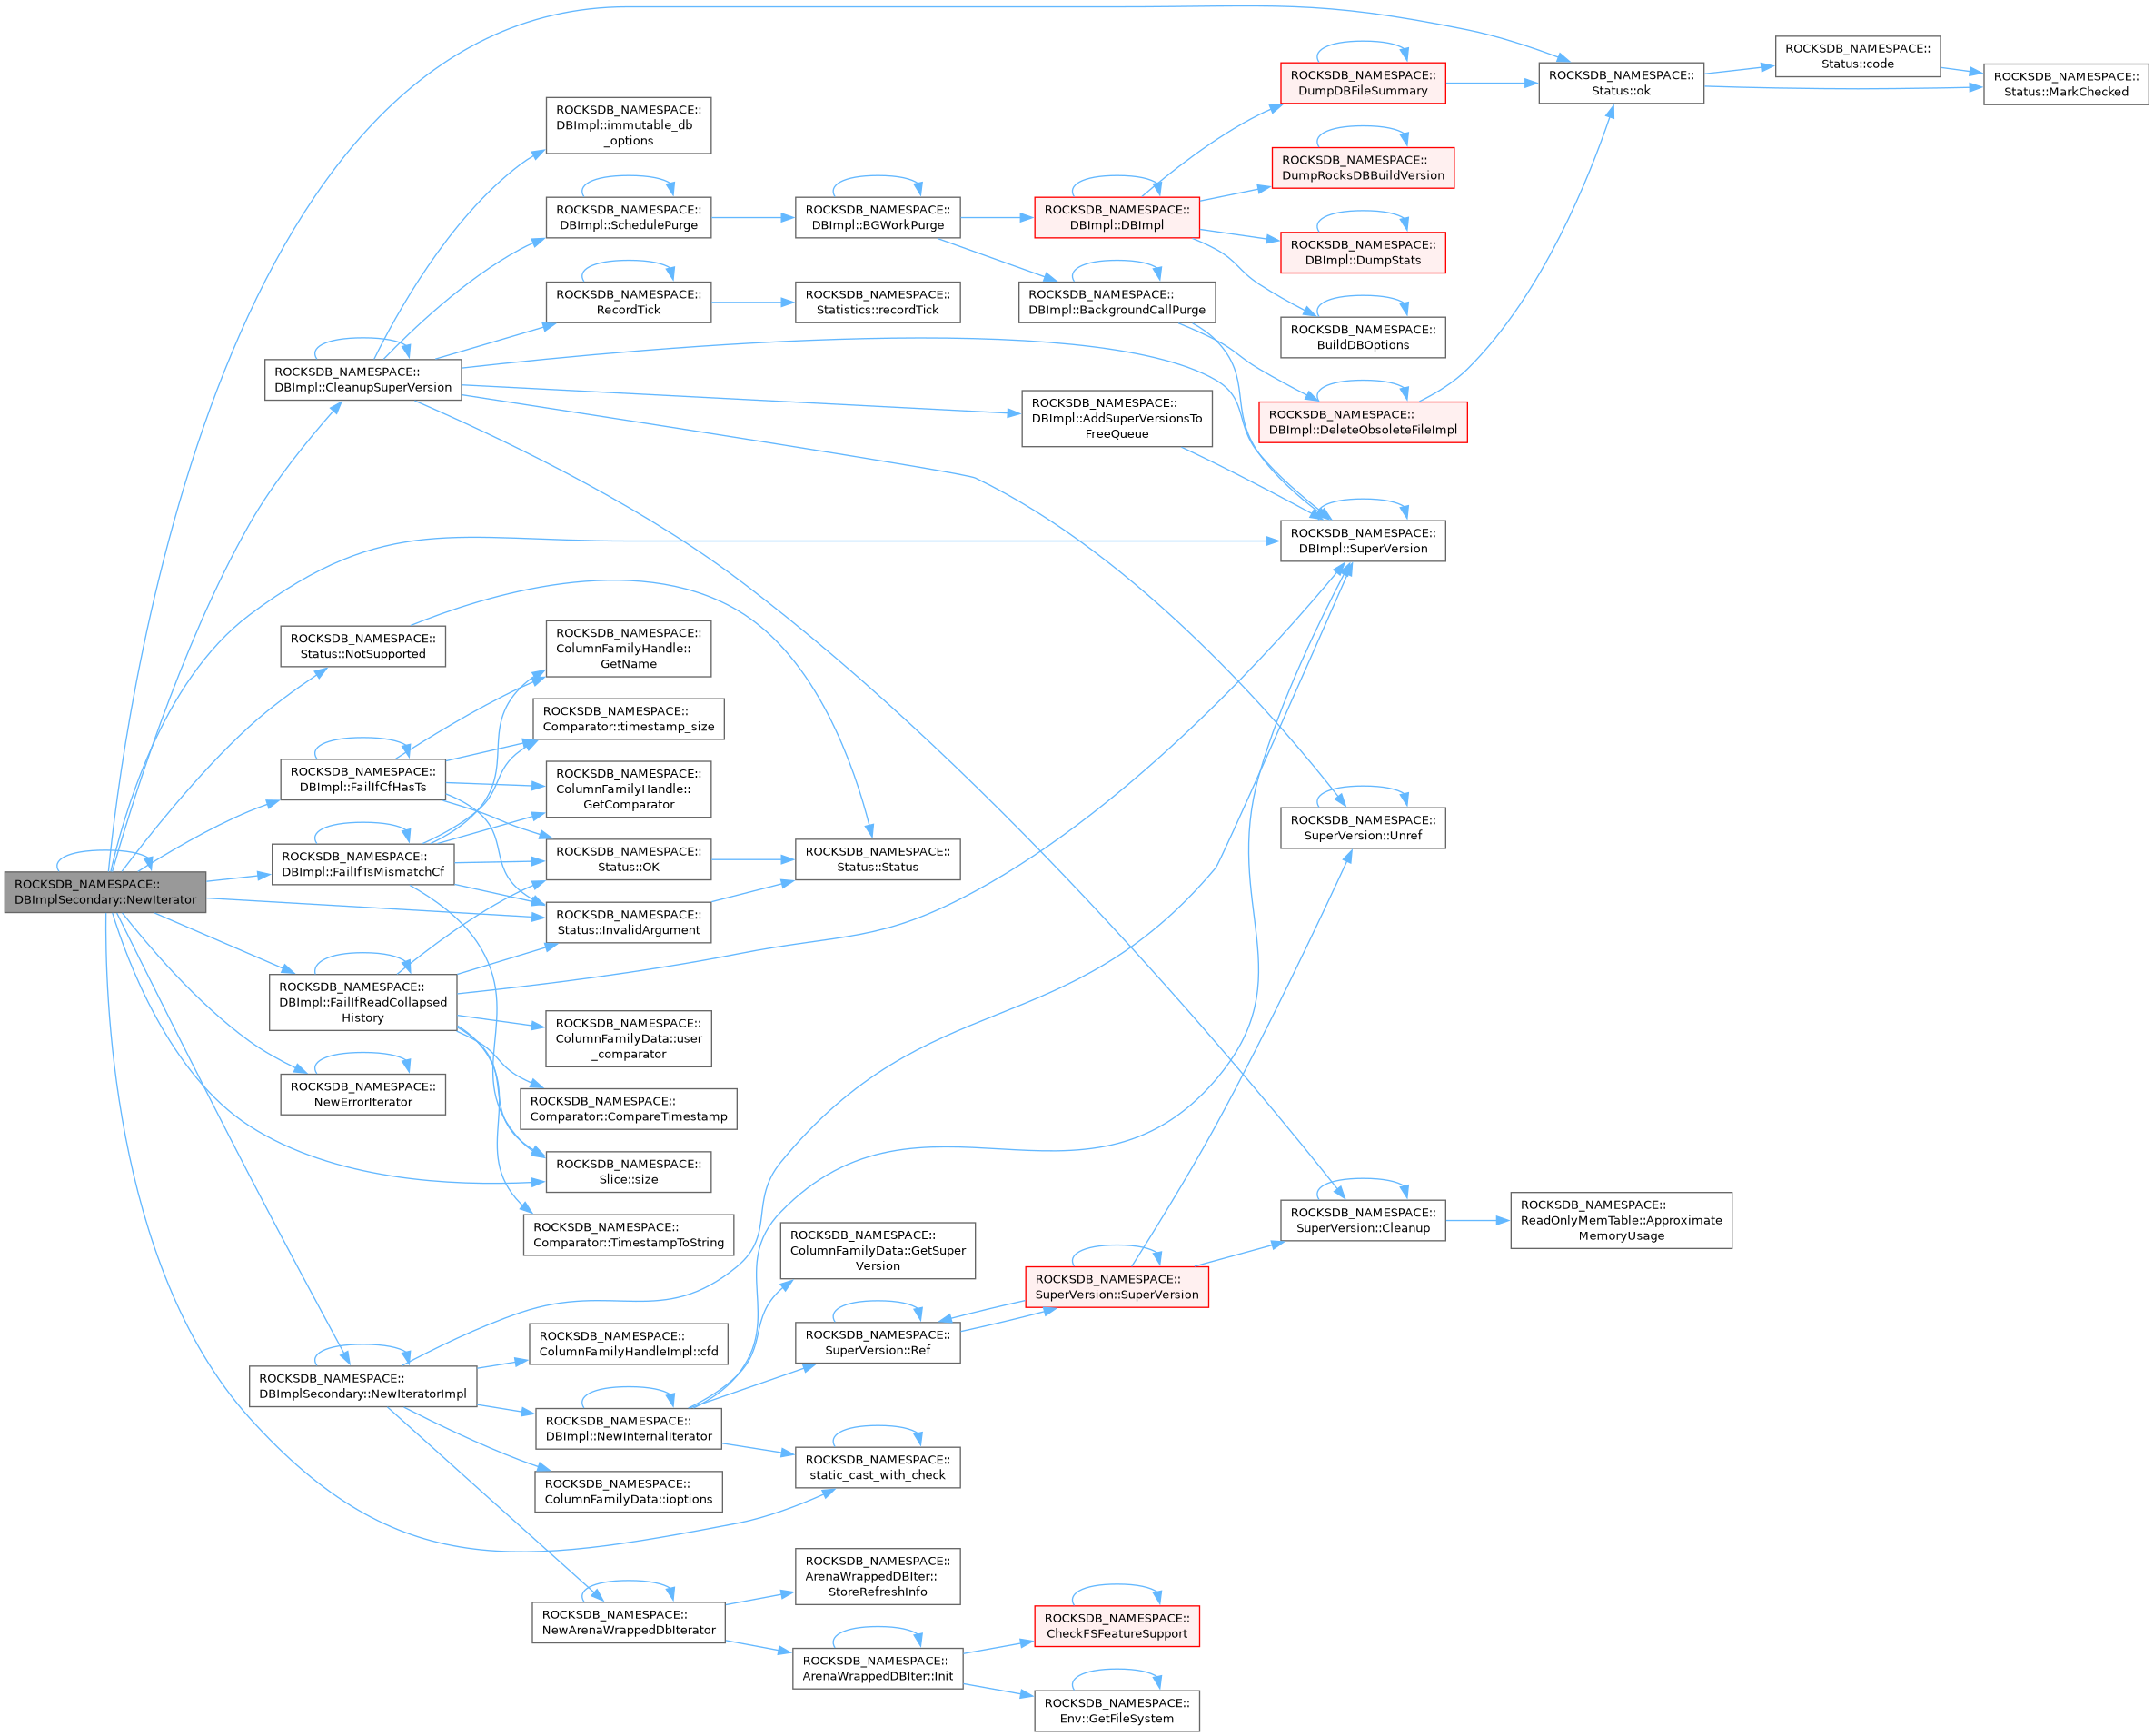 ROCKSDB_NAMESPACE::
DBImplSecondary::NewIterator
ROCKSDB_NAMESPACE::
DBImpl::CleanupSuperVersion
ROCKSDB_NAMESPACE::
Status::NotSupported
ROCKSDB_NAMESPACE::
DBImpl::FailIfCfHasTs
ROCKSDB_NAMESPACE::
DBImpl::FailIfTsMismatchCf
ROCKSDB_NAMESPACE::
DBImpl::FailIfReadCollapsed
History
ROCKSDB_NAMESPACE::
NewErrorIterator
ROCKSDB_NAMESPACE::
DBImplSecondary::NewIteratorImpl
ROCKSDB_NAMESPACE::
DBImpl::immutable_db
_options
ROCKSDB_NAMESPACE::
DBImpl::SchedulePurge
ROCKSDB_NAMESPACE::
RecordTick
ROCKSDB_NAMESPACE::
ColumnFamilyHandle::
GetName
ROCKSDB_NAMESPACE::
Comparator::timestamp_size
ROCKSDB_NAMESPACE::
ColumnFamilyHandle::
GetComparator
ROCKSDB_NAMESPACE::
Status::OK
ROCKSDB_NAMESPACE::
Status::InvalidArgument
ROCKSDB_NAMESPACE::
ColumnFamilyData::user
_comparator
ROCKSDB_NAMESPACE::
Comparator::CompareTimestamp
ROCKSDB_NAMESPACE::
Slice::size
ROCKSDB_NAMESPACE::
Comparator::TimestampToString
ROCKSDB_NAMESPACE::
ColumnFamilyHandleImpl::cfd
ROCKSDB_NAMESPACE::
DBImpl::NewInternalIterator
ROCKSDB_NAMESPACE::
ColumnFamilyData::ioptions
ROCKSDB_NAMESPACE::
NewArenaWrappedDbIterator
ROCKSDB_NAMESPACE::
DBImpl::BGWorkPurge
ROCKSDB_NAMESPACE::
Statistics::recordTick
ROCKSDB_NAMESPACE::
Status::Status
ROCKSDB_NAMESPACE::
ColumnFamilyData::GetSuper
Version
ROCKSDB_NAMESPACE::
SuperVersion::Ref
ROCKSDB_NAMESPACE::
static_cast_with_check
ROCKSDB_NAMESPACE::
ArenaWrappedDBIter::
StoreRefreshInfo
ROCKSDB_NAMESPACE::
ArenaWrappedDBIter::Init
ROCKSDB_NAMESPACE::
DBImpl::DBImpl
ROCKSDB_NAMESPACE::
DBImpl::BackgroundCallPurge
ROCKSDB_NAMESPACE::
DBImpl::AddSuperVersionsTo
FreeQueue
ROCKSDB_NAMESPACE::
SuperVersion::SuperVersion
ROCKSDB_NAMESPACE::
CheckFSFeatureSupport
ROCKSDB_NAMESPACE::
Env::GetFileSystem
ROCKSDB_NAMESPACE::
DumpDBFileSummary
ROCKSDB_NAMESPACE::
DumpRocksDBBuildVersion
ROCKSDB_NAMESPACE::
DBImpl::DumpStats
ROCKSDB_NAMESPACE::
BuildDBOptions
ROCKSDB_NAMESPACE::
DBImpl::DeleteObsoleteFileImpl
ROCKSDB_NAMESPACE::
DBImpl::SuperVersion
ROCKSDB_NAMESPACE::
SuperVersion::Unref
ROCKSDB_NAMESPACE::
SuperVersion::Cleanup
ROCKSDB_NAMESPACE::
Status::ok
ROCKSDB_NAMESPACE::
ReadOnlyMemTable::Approximate
MemoryUsage
ROCKSDB_NAMESPACE::
Status::code
ROCKSDB_NAMESPACE::
Status::MarkChecked